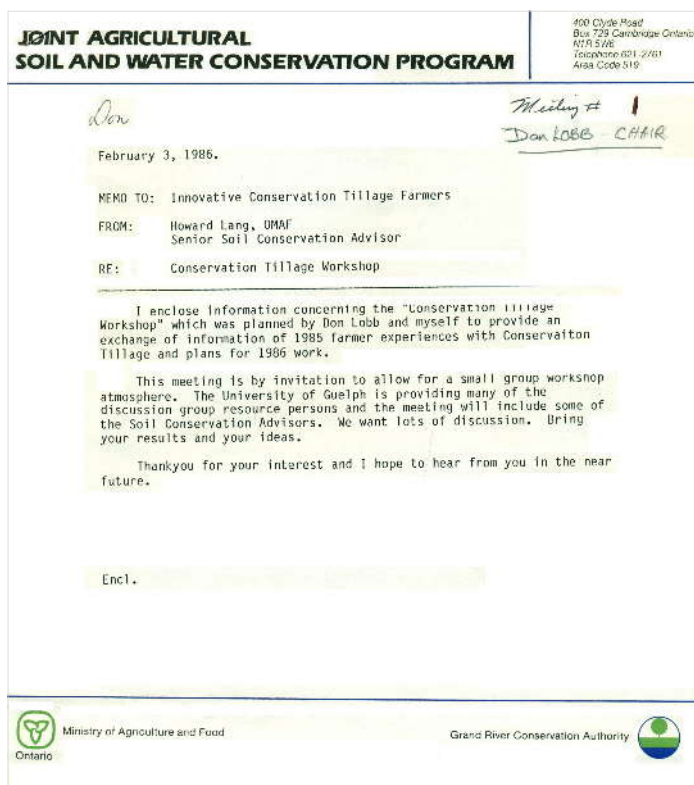 JOINT AGRICULTURAL
SOIL AND WATER CONSERVATION PROGRAM
400 Clyde Road
Box 729 Cambridge Ontario
N1R 5W6
Telephone 621-2761
Area Code 519
Don
Meeting # 1
Don LOBB - CHAIR
February 3, 1986.
MEMO TO: Innovative Conservation Tillage Farmers
FROM: Howard Lang, OMAF
Senior Soil Conservation Advisor
RE: Conservation Tillage Workshop
I enclose information concerning the "Conservation Tillage
Workshop" which was planned by Don Lobb and myself to provide an
exchange of information of 1985 farmer experiences with Conservaiton
Tillage and plans for 1986 work.
This meeting is by invitation to allow for a small group workshop
atmosphere. The University of Guelph is providing many of the
discussion group resource persons and the meeting will include some of
the Soil Conservation Advisors. We want lots of discussion. Bring
your results and your ideas.
Thankyou for your interest and I hope to hear from you in the near
future.
Encl.
Ontario
Ministry of Agriculture and Food
Grand River Conservation Authority